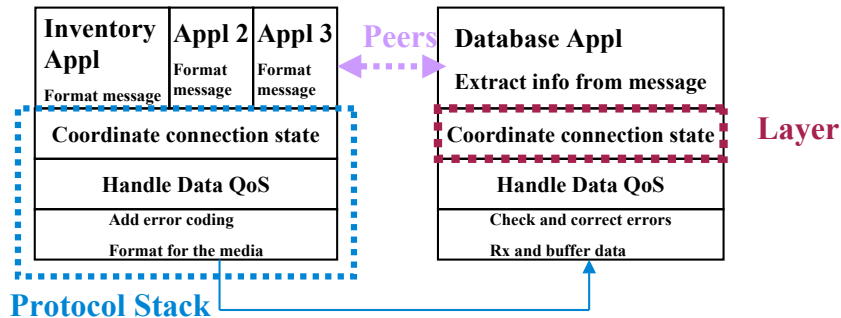 Inventory
Appl
Format message
Appl 2
Format
message
Appl 3
Format
message
Peers
Database Appl
Extract info from message
Coordinate connection state
Coordinate connection state
Layer
Handle Data QoS
Handle Data QoS
Add error coding
Format for the media
Check and correct errors
Rx and buffer data
Protocol Stack